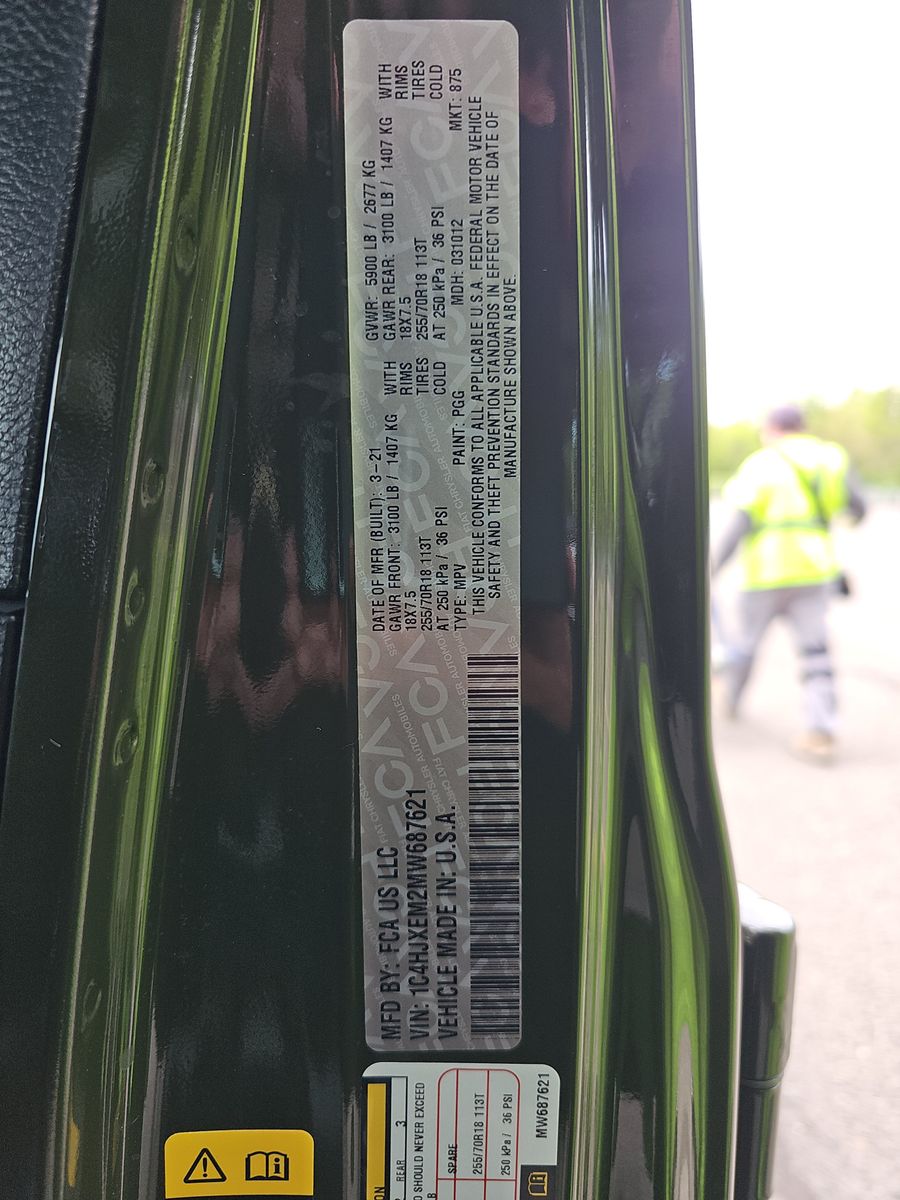 MFD BY: FCA US LLC
VIN: 1C4HJXEM2MW687621
VEHICLE MADE IN: U.S.A.
DATE OF MFR (BUILT): 3-21
GAWR FRONT: 3100 LB / 1407 KG WITH
18X7.5 RIMS
255/70R18 113T TIRES
AT 250 kPa / 36 PSI COLD
GVWR: 5900 LB / 2677 KG
GAWR REAR: 3100 LB / 1407 KG WITH
18X7.5 RIMS
255/70R18 113T TIRES
AT 250 kPa / 36 PSI COLD
TYPE: MPV PAINT: PGG MDH: 031012 MKT: 875
THIS VEHICLE CONFORMS TO ALL APPLICABLE U.S.A. FEDERAL MOTOR VEHICLE
SAFETY AND THEFT PREVENTION STANDARDS IN EFFECT ON THE DATE OF
MANUFACTURE SHOWN ABOVE.
REAR 3
SHOULD NEVER EXCEED
SPARE
255/70R18 113T
250 kPa / 36 PSI
MW687621